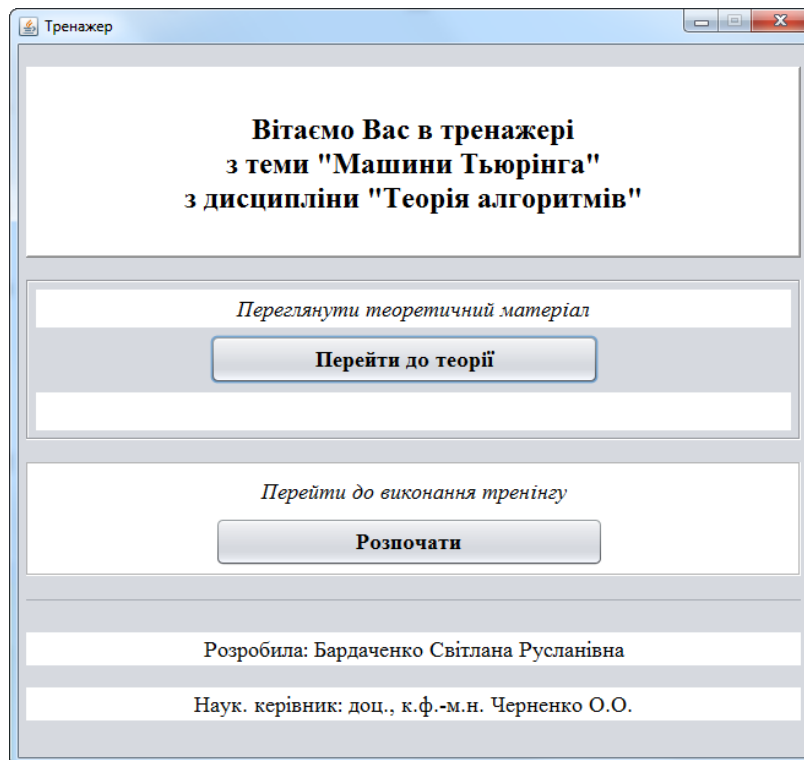 Тренажер
Вітаємо Вас в тренажері
з теми "Машини Тьюрінга"
з дисципліни "Теорія алгоритмів"
Переглянути теоретичний матеріал
Перейти до теорії
Перейти до виконання тренінгу
Розпочати
Розробила: Бардаченко Світлана Русланівна
Наук. керівник: доц., к.ф.-м.н. Черненко О.О.